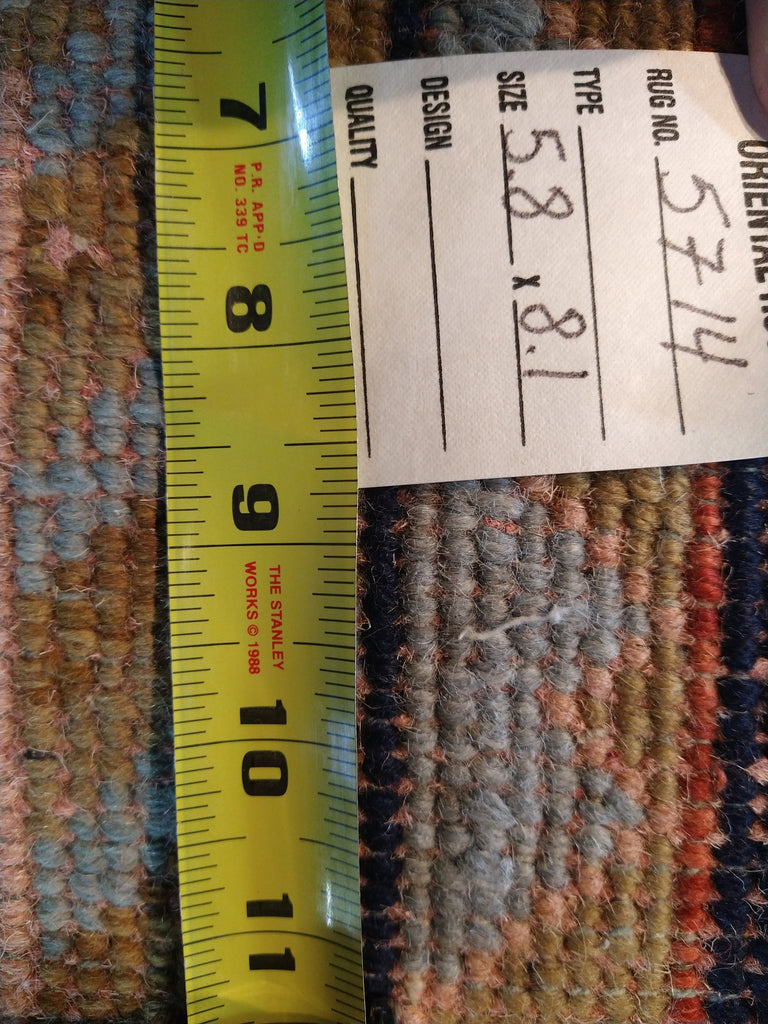 ORIENTAL
RUG NO. 5714
TYPE
SIZE 5.8 x 8.1
DESIGN
QUALITY
7
P.R. APP'D
NO. 339 TC
8
9
THE STANLEY
WORKS © 1988
10
11